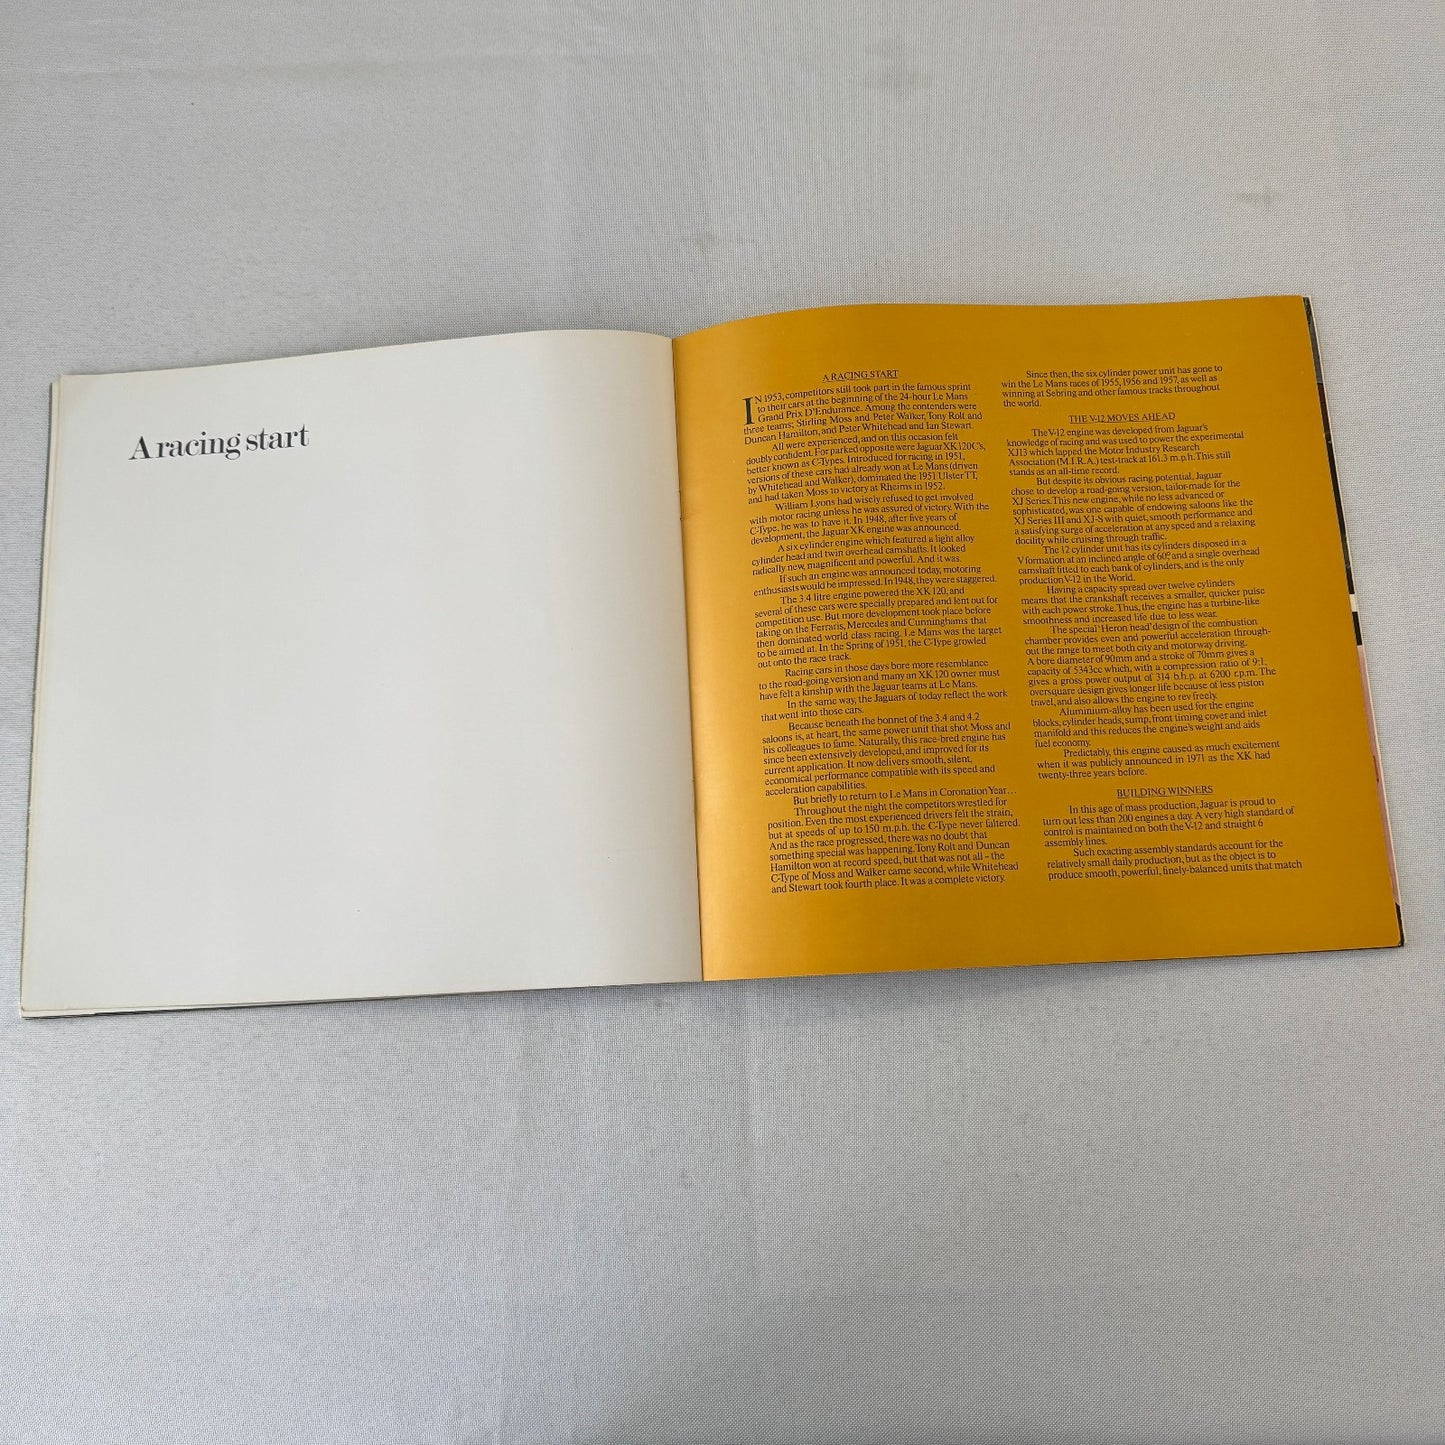 A racing start
A RACING START
IN 1953, competitors still took part in the famous sprint
to their cars at the beginning of the 24-hour Le Mans
Grand Prix D'Endurance. Among the contenders were
three teams; Stirling Moss and Peter Walker, Tony Rolt and
Duncan Hamilton, and Peter Whitehead and Ian Stewart.
All were experienced, and on this occasion felt
doubly confident. For parked opposite were Jaguar XK 120C's,
better known as C-Types. Introduced for racing in 1951,
versions of these cars had already won at Le Mans (driven
by Whitehead and Walker), dominated the 1951 Ulster TT,
and had taken Moss to victory at Rheims in 1952.
William Lyons had wisely refused to get involved
with motor racing unless he was assured of victory. With the
C-Type, he was to have it. In 1948, after five years of
development, the Jaguar XK engine was announced.
A six cylinder engine which featured a light alloy
cylinder head and twin overhead camshafts. It looked
radically new, magnificent and powerful. And it was.
If such an engine was announced today, motoring
enthusiasts would be impressed. In 1948, they were staggered.
The 3.4 litre engine powered the XK 120, and
several of these cars were specially prepared and lent out for
competition use. But more development took place before
taking on the Ferraris, Mercedes and Cunninghams that
then dominated world class racing. Le Mans was the target
to be aimed at. In the Spring of 1951, the C-Type growled
out onto the race track.
Racing cars in those days bore more resemblance
to the road-going version and many an XK 120 owner must
have felt a kinship with the Jaguar teams at Le Mans.
In the same way, the Jaguars of today reflect the work
that went into those cars.
Because beneath the bonnet of the 3.4 and 4.2
saloons is, at heart, the same power unit that shot Moss and
his colleagues to fame. Naturally, this race-bred engine has
since been extensively developed, and improved for its
current application. It now delivers smooth, silent,
economical performance compatible with its speed and
acceleration capabilities.
But briefly to return to Le Mans in Coronation Year...
Throughout the night the competitors wrestled for
position. Even the most experienced drivers felt the strain,
but at speeds of up to 150 m.p.h. the C-Type never faltered.
And as the race progressed, there was no doubt that
something special was happening. Tony Rolt and Duncan
Hamilton won at record speed, but that was not all – the
C-Type of Moss and Walker came second, while Whitehead
and Stewart took fourth place. It was a complete victory.
Since then, the six cylinder power unit has gone to
win the Le Mans races of 1955, 1956 and 1957, as well as
winning at Sebring and other famous tracks throughout
the world.
THE V-12 MOVES AHEAD
The V-12 engine was developed from Jaguar's
knowledge of racing and was used to power the experimental
XJ13 which lapped the Motor Industry Research
Association (M.I.R.A.) test-track at 161.3 m.p.h. This still
stands as an all-time record.
But despite its obvious racing potential, Jaguar
chose to develop a road-going version, tailor-made for the
XJ Series. This new engine, while no less advanced or
sophisticated, was one capable of endowing saloons like the
XJ Series III and XJ-S with quiet, smooth performance and
a satisfying surge of acceleration at any speed and a relaxing
docility while cruising through traffic.
The 12 cylinder unit has its cylinders disposed in a
V formation at an inclined angle of 60° and a single overhead
camshaft fitted to each bank of cylinders, and is the only
production V-12 in the World.
Having a capacity spread over twelve cylinders
means that the crankshaft receives a smaller, quicker pulse
with each power stroke. Thus, the engine has a turbine-like
smoothness and increased life due to less wear.
The special 'Heron head' design of the combustion
chamber provides even and powerful acceleration through-
out the range to meet both city and motorway driving.
A bore diameter of 90mm and a stroke of 70mm gives a
capacity of 5343cc which, with a compression ratio of 9:1,
gives a gross power output of 314 b.h.p. at 6200 r.p.m. The
oversquare design gives longer life because of less piston
travel, and also allows the engine to rev freely.
Aluminium-alloy has been used for the engine
blocks, cylinder heads, sump, front timing cover and inlet
manifold and this reduces the engine's weight and aids
fuel economy.
Predictably, this engine caused as much excitement
when it was publicly announced in 1971 as the XK had
twenty-three years before.
BUILDING WINNERS
In this age of mass production, Jaguar is proud to
turn out less than 200 engines a day. A very high standard of
control is maintained on both the V-12 and straight 6
assembly lines.
Such exacting assembly standards account for the
relatively small daily production, but as the object is to
produce smooth, powerful, finely-balanced units that match